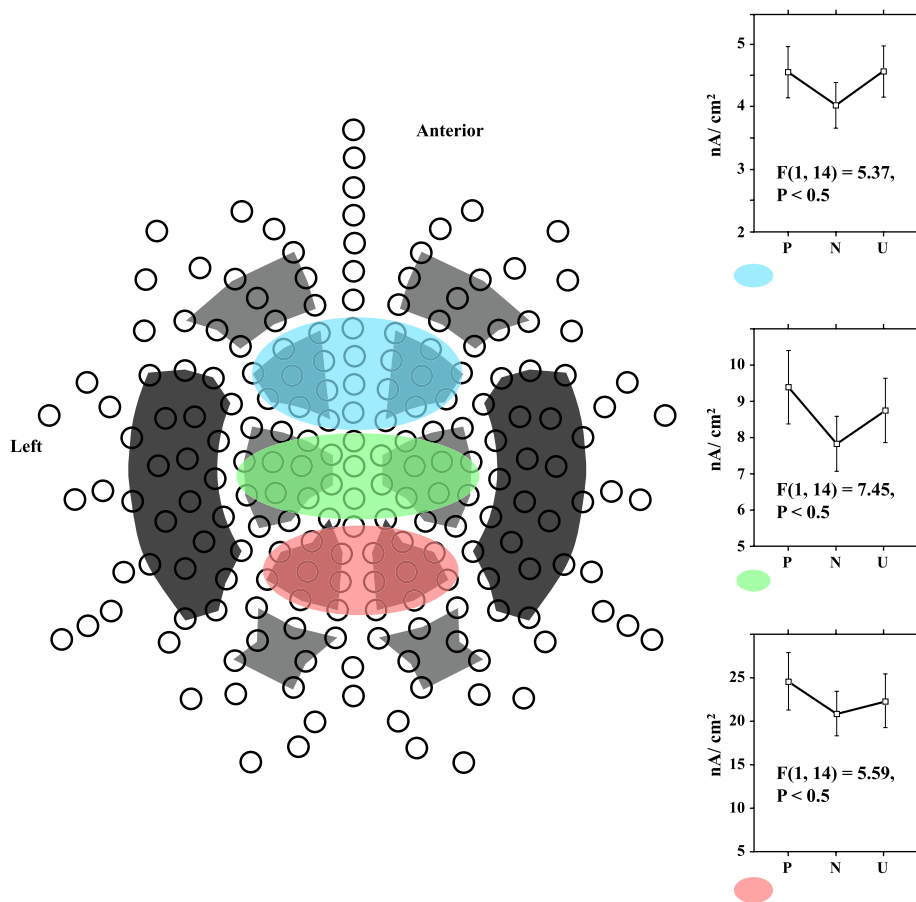 Anterior
Left
5
4
3
2
nA/ cm²
F(1, 14) = 5.37,
P < 0.5
P N U
10
9
8
7
6
5
nA/ cm²
F(1, 14) = 7.45,
P < 0.5
P N U
25
20
15
10
5
nA/ cm²
F(1, 14) = 5.59,
P < 0.5
P N U